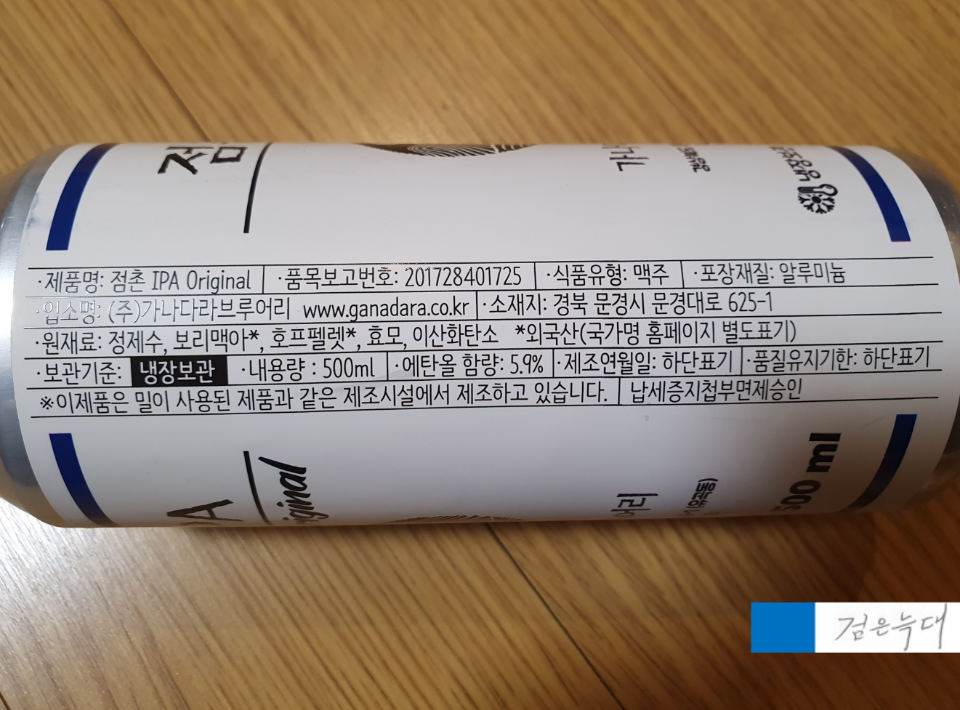 점
·제품명: 점촌 IPA Original ·품목보고번호: 201728401725 ·식품유형: 맥주 ·포장재질: 알루미늄
·업소명: (주)가나다라브루어리 www.ganadara.co.kr ·소재지: 경북 문경시 문경대로 625-1
·원재료: 정제수, 보리맥아*, 호프펠렛*, 효모, 이산화탄소 *외국산(국가명 홈페이지 별도표기)
·보관기준: 냉장보관 ·내용량 : 500ml ·에탄올 함량: 5.9% ·제조연월일: 하단표기 ·품질유지기한: 하단표기
※이제품은 밀이 사용된 제품과 같은 제조시설에서 제조하고 있습니다. 납세증지첩부면제승인
500 ml
검은늑대